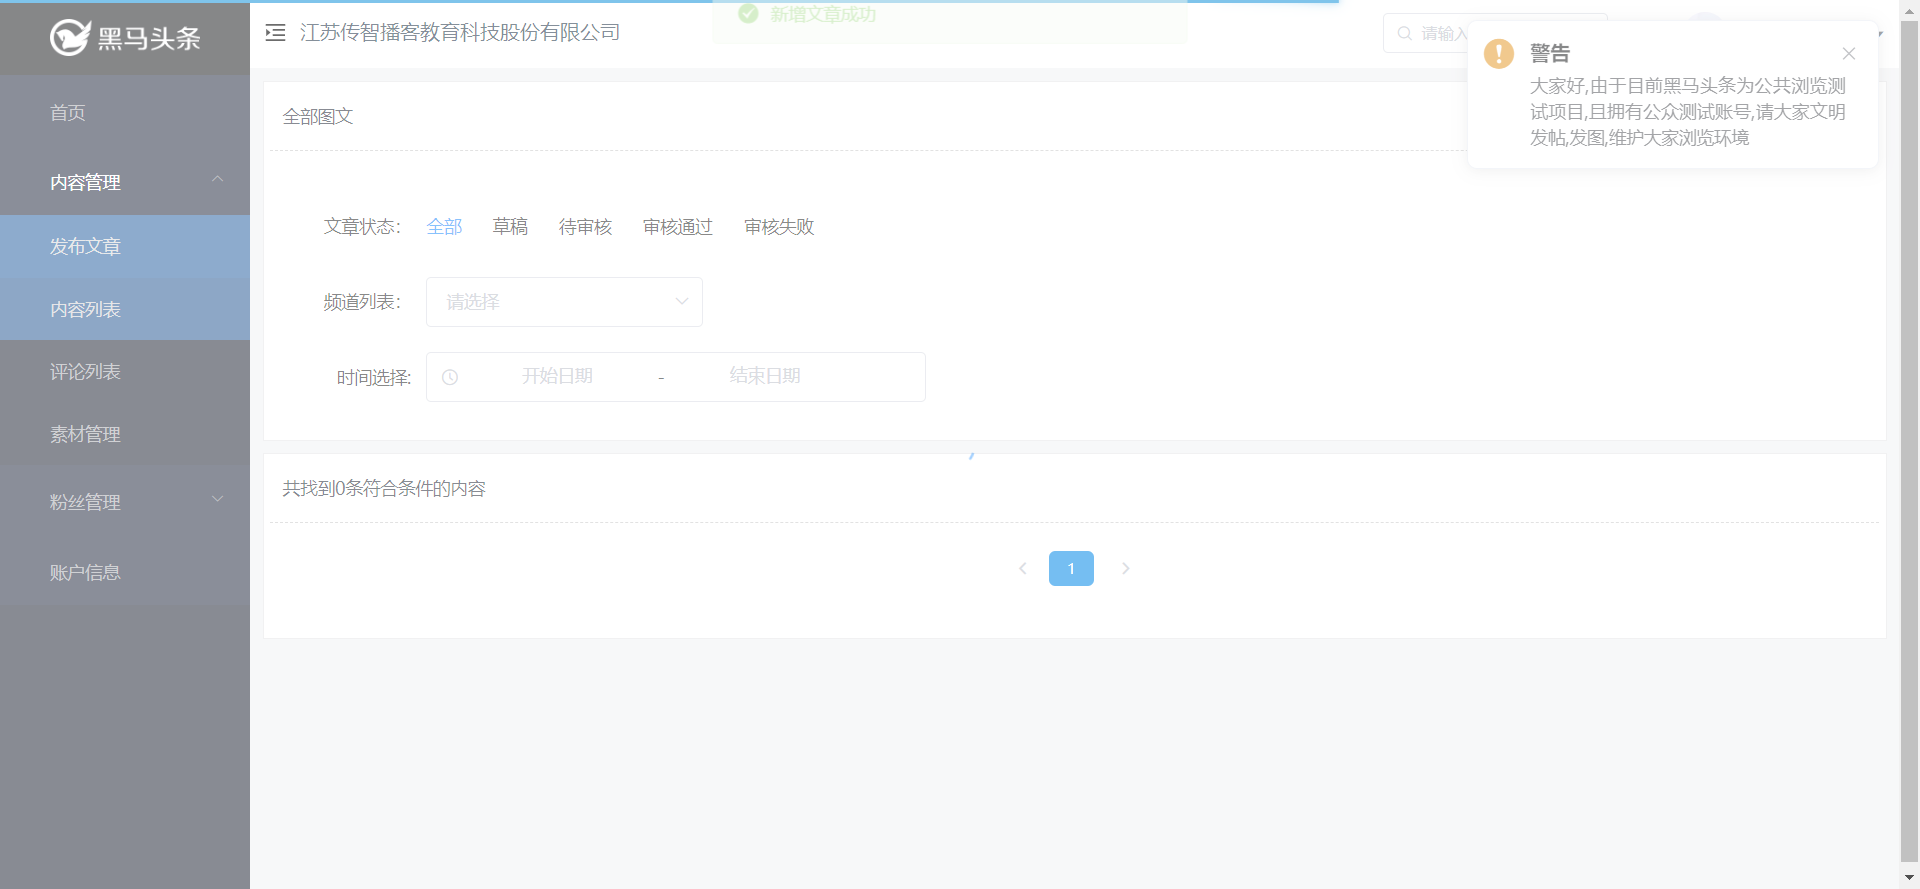 黑马头条
江苏传智播客教育科技股份有限公司
新增文章成功
请输入
警告
大家好,由于目前黑马头条为公共浏览测
试项目,且拥有公众测试账号,请大家文明
发帖,发图,维护大家浏览环境
首页
内容管理
发布文章
内容列表
评论列表
素材管理
粉丝管理
账户信息
全部图文
文章状态: 全部 草稿 待审核 审核通过 审核失败
频道列表: 请选择
时间选择: 开始日期 - 结束日期
共找到0条符合条件的内容
1